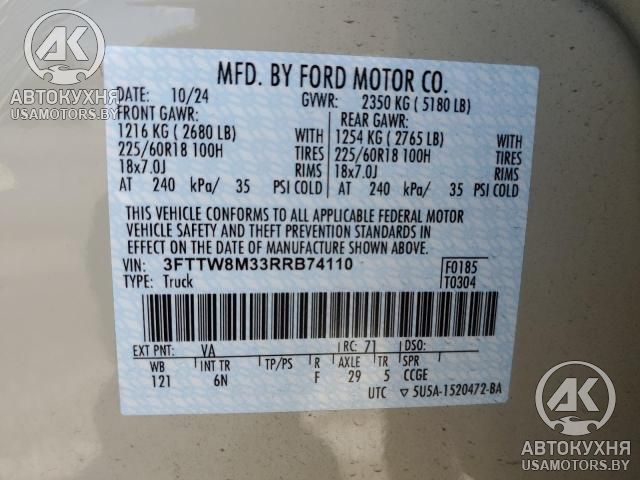 AK
АВТОКУХНЯ
USAMOTORS.BY
MFD. BY FORD MOTOR CO.
DATE: 10/24 GVWR: 2350 KG ( 5180 LB)
FRONT GAWR: REAR GAWR:
1216 KG ( 2680 LB) WITH 1254 KG ( 2765 LB) WITH
225/60R18 100H TIRES 225/60R18 100H TIRES
18x7.0J RIMS 18x7.0J RIMS
AT 240 kPa/ 35 PSI COLD AT 240 kPa/ 35 PSI COLD
THIS VEHICLE CONFORMS TO ALL APPLICABLE FEDERAL MOTOR
VEHICLE SAFETY AND THEFT PREVENTION STANDARDS IN
EFFECT ON THE DATE OF MANUFACTURE SHOWN ABOVE.
VIN: 3FTTW8M33RRB74110 F0185
TYPE: Truck T0304
EXT PNT: VA RC: 71 DSO:
WB INT TR TP/PS R AXLE TR SPR
121 6N F 29 5 CCGE
UTC ▽ 5U5A-1520472-BA
AK
АВТОКУХНЯ
USAMOTORS.BY